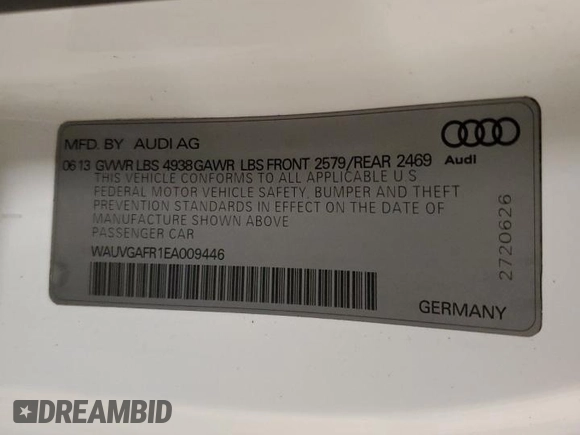 MFD. BY AUDI AG
06 13 GVWR LBS 4938 GAWR LBS FRONT 2579/REAR 2469
Audi
THIS VEHICLE CONFORMS TO ALL APPLICABLE U S
FEDERAL MOTOR VEHICLE SAFETY, BUMPER AND THEFT
PREVENTION STANDARDS IN EFFECT ON THE DATE OF
MANUFACTURE SHOWN ABOVE
PASSENGER CAR
WAUVGAFR1EA009446
2720626
GERMANY
DREAMBID